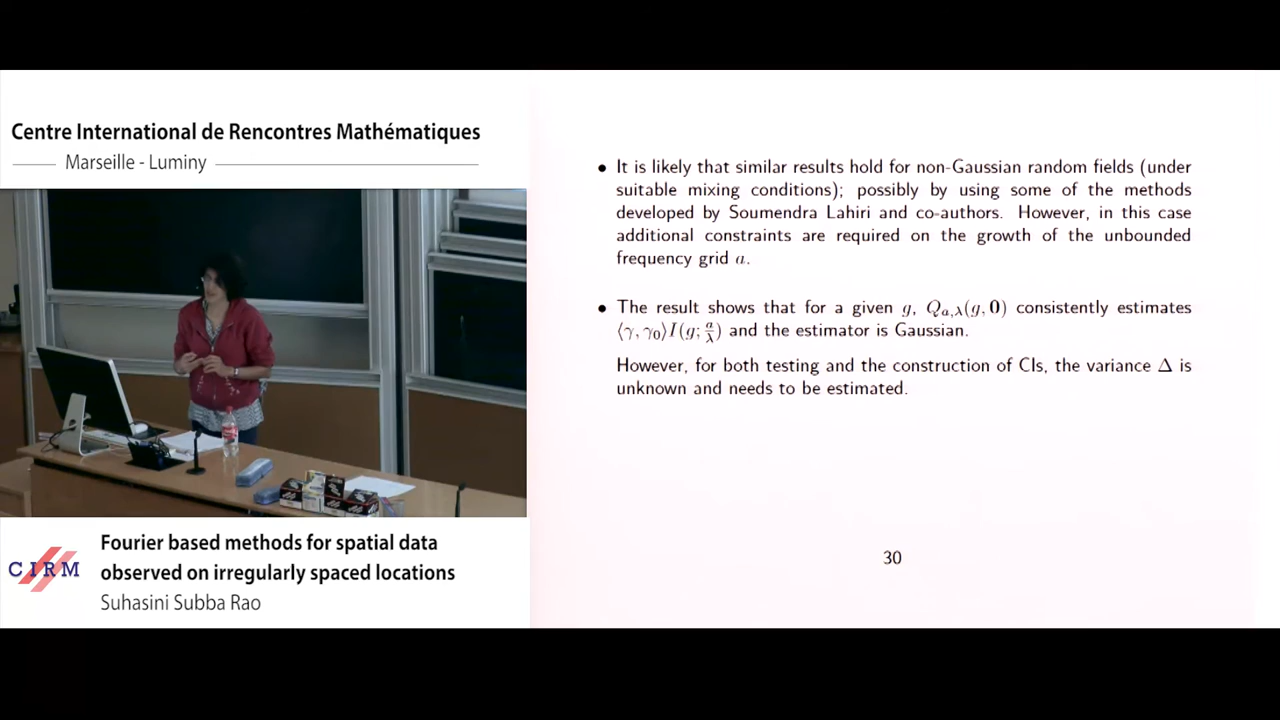 Centre International de Rencontres Mathématiques
Marseille - Luminy
• It is likely that similar results hold for non-Gaussian random fields (under
suitable mixing conditions); possibly by using some of the methods
developed by Soumendra Lahiri and co-authors. However, in this case
additional constraints are required on the growth of the unbounded
frequency grid a.
• The result shows that for a given g, Q_{a,λ}(g, 0) consistently estimates
⟨γ, γ₀⟩I(g; a/λ) and the estimator is Gaussian.
However, for both testing and the construction of CIs, the variance Δ is
unknown and needs to be estimated.
30
CIRM
Fourier based methods for spatial data
observed on irregularly spaced locations
Suhasini Subba Rao